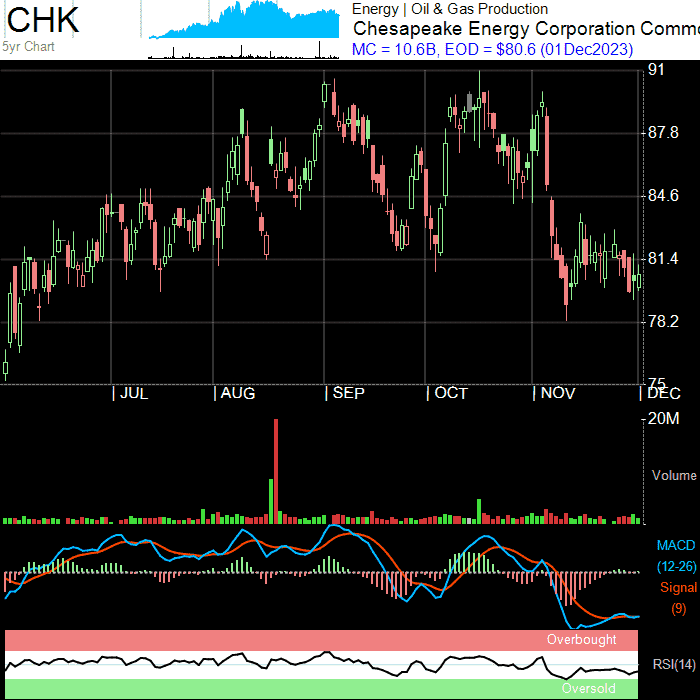 CHK
5yr Chart
Energy | Oil & Gas Production
Chesapeake Energy Corporation Commo
MC = 10.6B, EOD = $80.6 (01Dec2023)
91
87.8
84.6
81.4
78.2
75
| JUL | AUG | SEP | OCT | NOV | DEC
20M
Volume
MACD
(12-26)
Signal
(9)
Overbought
RSI(14)
Oversold